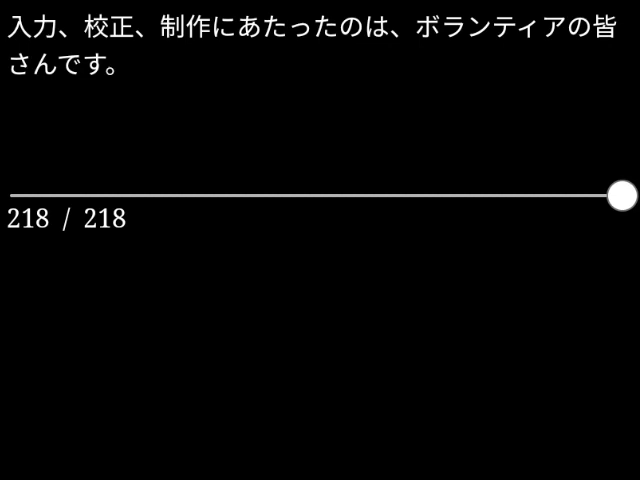 入力、校正、制作にあたったのは、ボランティアの皆
さんです。
218 / 218